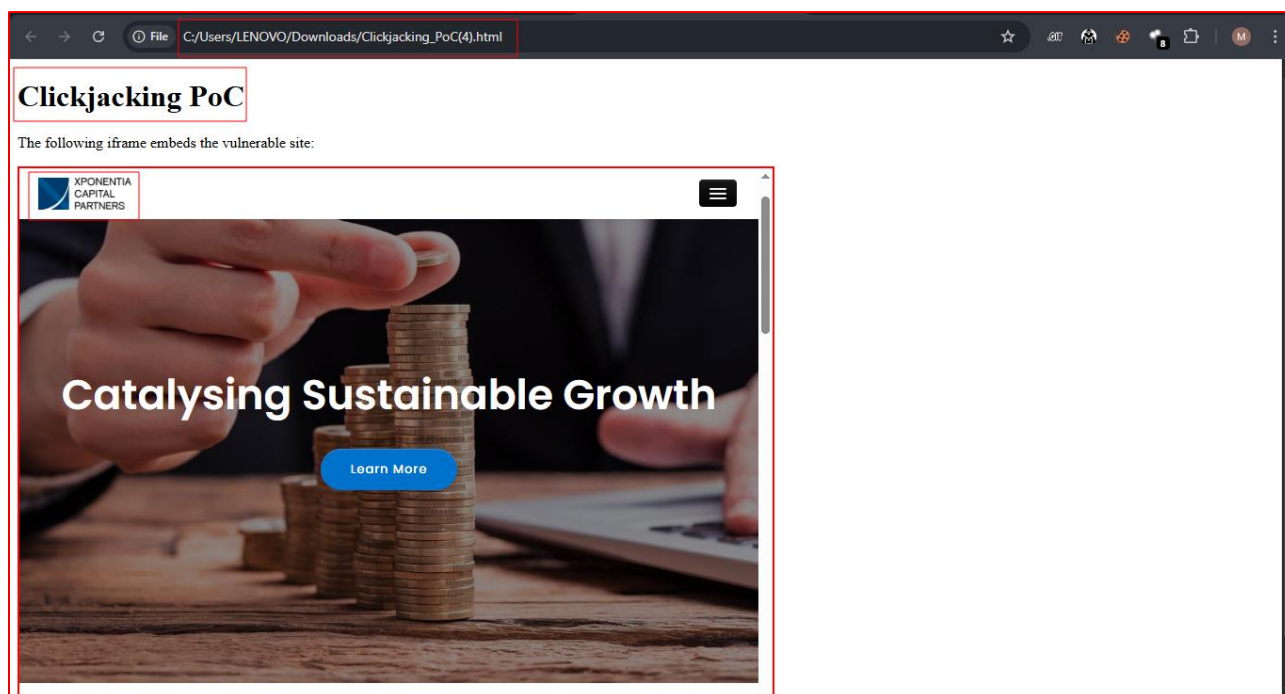 File
C:/Users/LENOVO/Downloads/Clickjacking_PoC(4).html
8
M
Clickjacking PoC
The following iframe embeds the vulnerable site:
XPONENTIA
CAPITAL
PARTNERS
Catalysing Sustainable Growth
Learn More